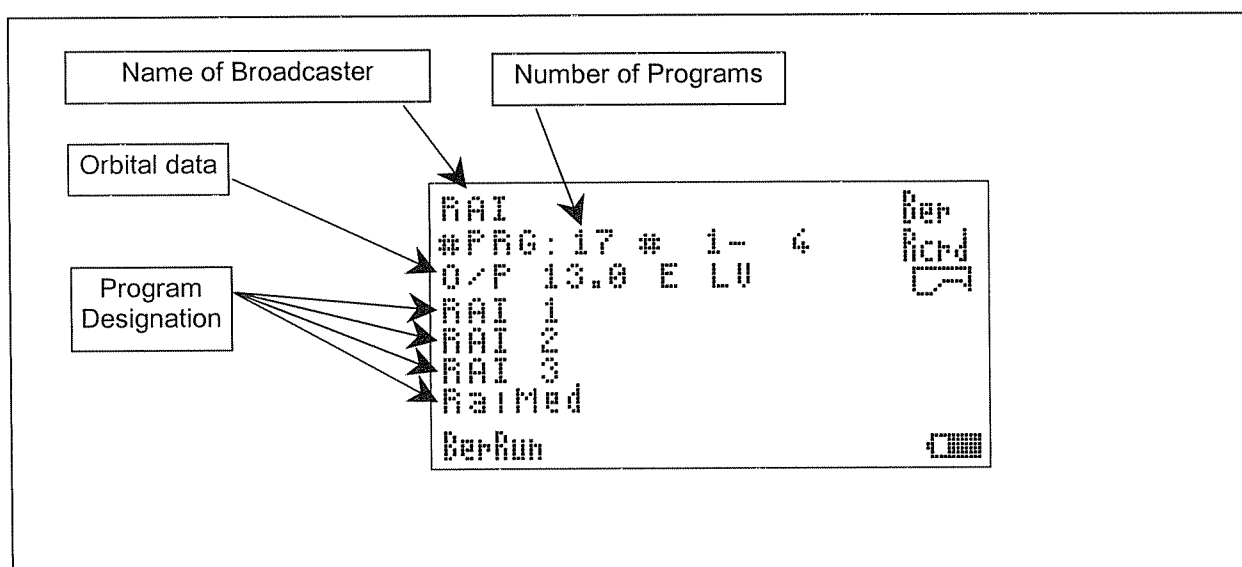 Name of Broadcaster
Number of Programs
Orbital data
Program
Designation
RAI
Ber
*PRG:17 * 1- 4
Rcrd
O/P 13.0 E LV
RAI 1
RAI 2
RAI 3
RaiMed
BerRun